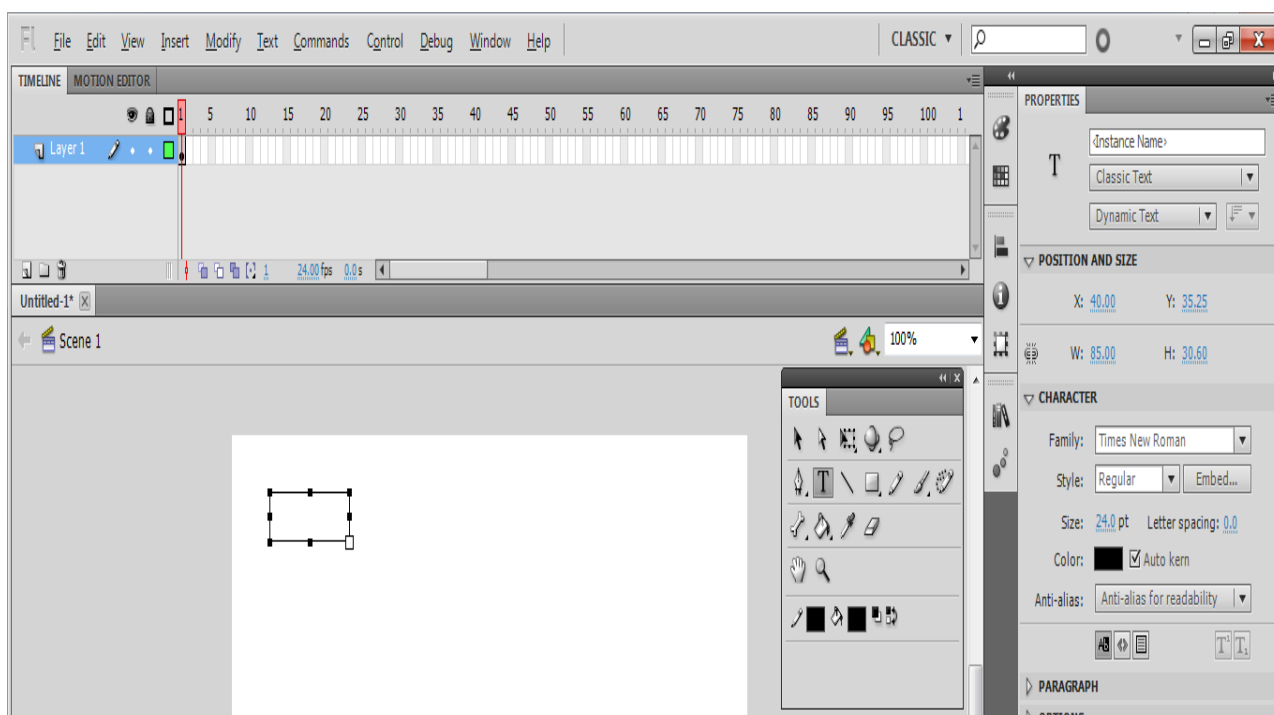 Fl File Edit View Insert Modify Text Commands Control Debug Window Help CLASSIC
TIMELINE MOTION EDITOR
1 5 10 15 20 25 30 35 40 45 50 55 60 65 70 75 80 85 90 95 100 1
Layer 1
1 24.00 fps 0.0 s
Untitled-1*
Scene 1 100%
TOOLS
T
PROPERTIES
T
<Instance Name>
Classic Text
Dynamic Text
POSITION AND SIZE
X: 40.00 Y: 35.25
W: 85.00 H: 30.60
CHARACTER
Family: Times New Roman
Style: Regular Embed...
Size: 24.0 pt Letter spacing: 0.0
Color: Auto kern
Anti-alias: Anti-alias for readability
T¹ T₁
PARAGRAPH
OPTIONS